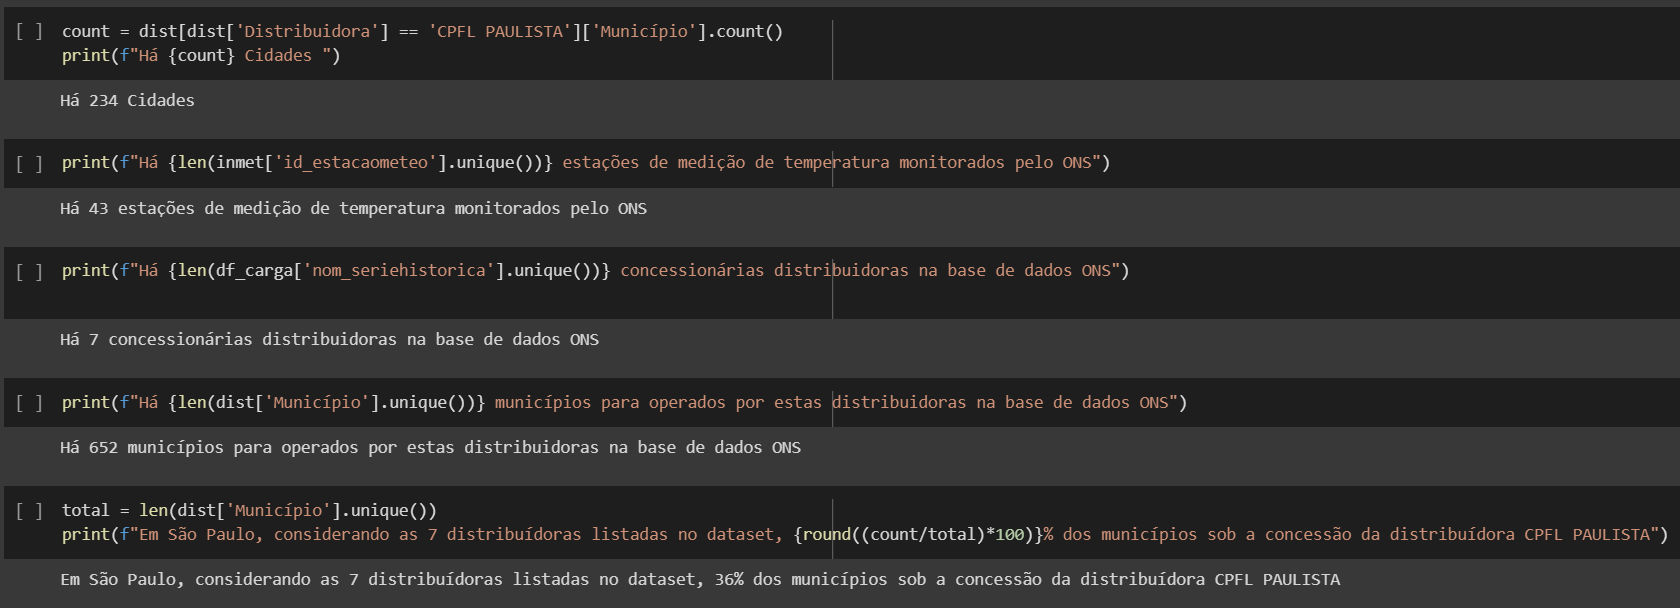 [ ] count = dist[dist['Distribuidora'] == 'CPFL PAULISTA']['Município'].count()
print(f"Há {count} Cidades ")
Há 234 Cidades
[ ] print(f"Há {len(inmet['id_estacaometeo'].unique())} estações de medição de temperatura monitorados pelo ONS")
Há 43 estações de medição de temperatura monitorados pelo ONS
[ ] print(f"Há {len(df_carga['nom_seriehistorica'].unique())} concessionárias distribuidoras na base de dados ONS")
Há 7 concessionárias distribuidoras na base de dados ONS
[ ] print(f"Há {len(dist['Município'].unique())} municípios para operados por estas distribuidoras na base de dados ONS")
Há 652 municípios para operados por estas distribuidoras na base de dados ONS
[ ] total = len(dist['Município'].unique())
print(f"Em São Paulo, considerando as 7 distribuídoras listadas no dataset, {round((count/total)*100)}% dos municípios sob a concessão da distribuídora CPFL PAULISTA")
Em São Paulo, considerando as 7 distribuídoras listadas no dataset, 36% dos municípios sob a concessão da distribuídora CPFL PAULISTA